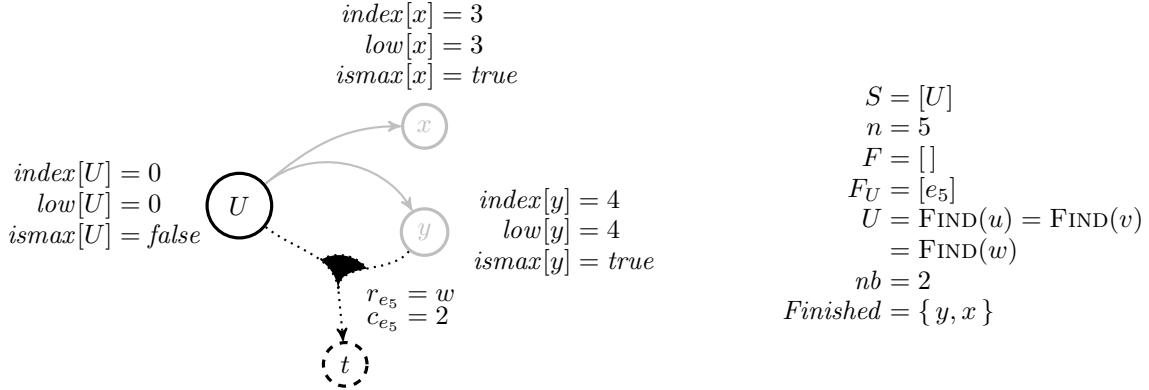 index[x] = 3
low[x] = 3
ismax[x] = true
x
index[U] = 0
low[U] = 0
ismax[U] = false
U
y
index[y] = 4
low[y] = 4
ismax[y] = true
r_{e_5} = w
c_{e_5} = 2
t
S = [U]
n = 5
F = [ ]
F_U = [e_5]
U = FIND(u) = FIND(v)
= FIND(w)
nb = 2
Finished = { y, x }